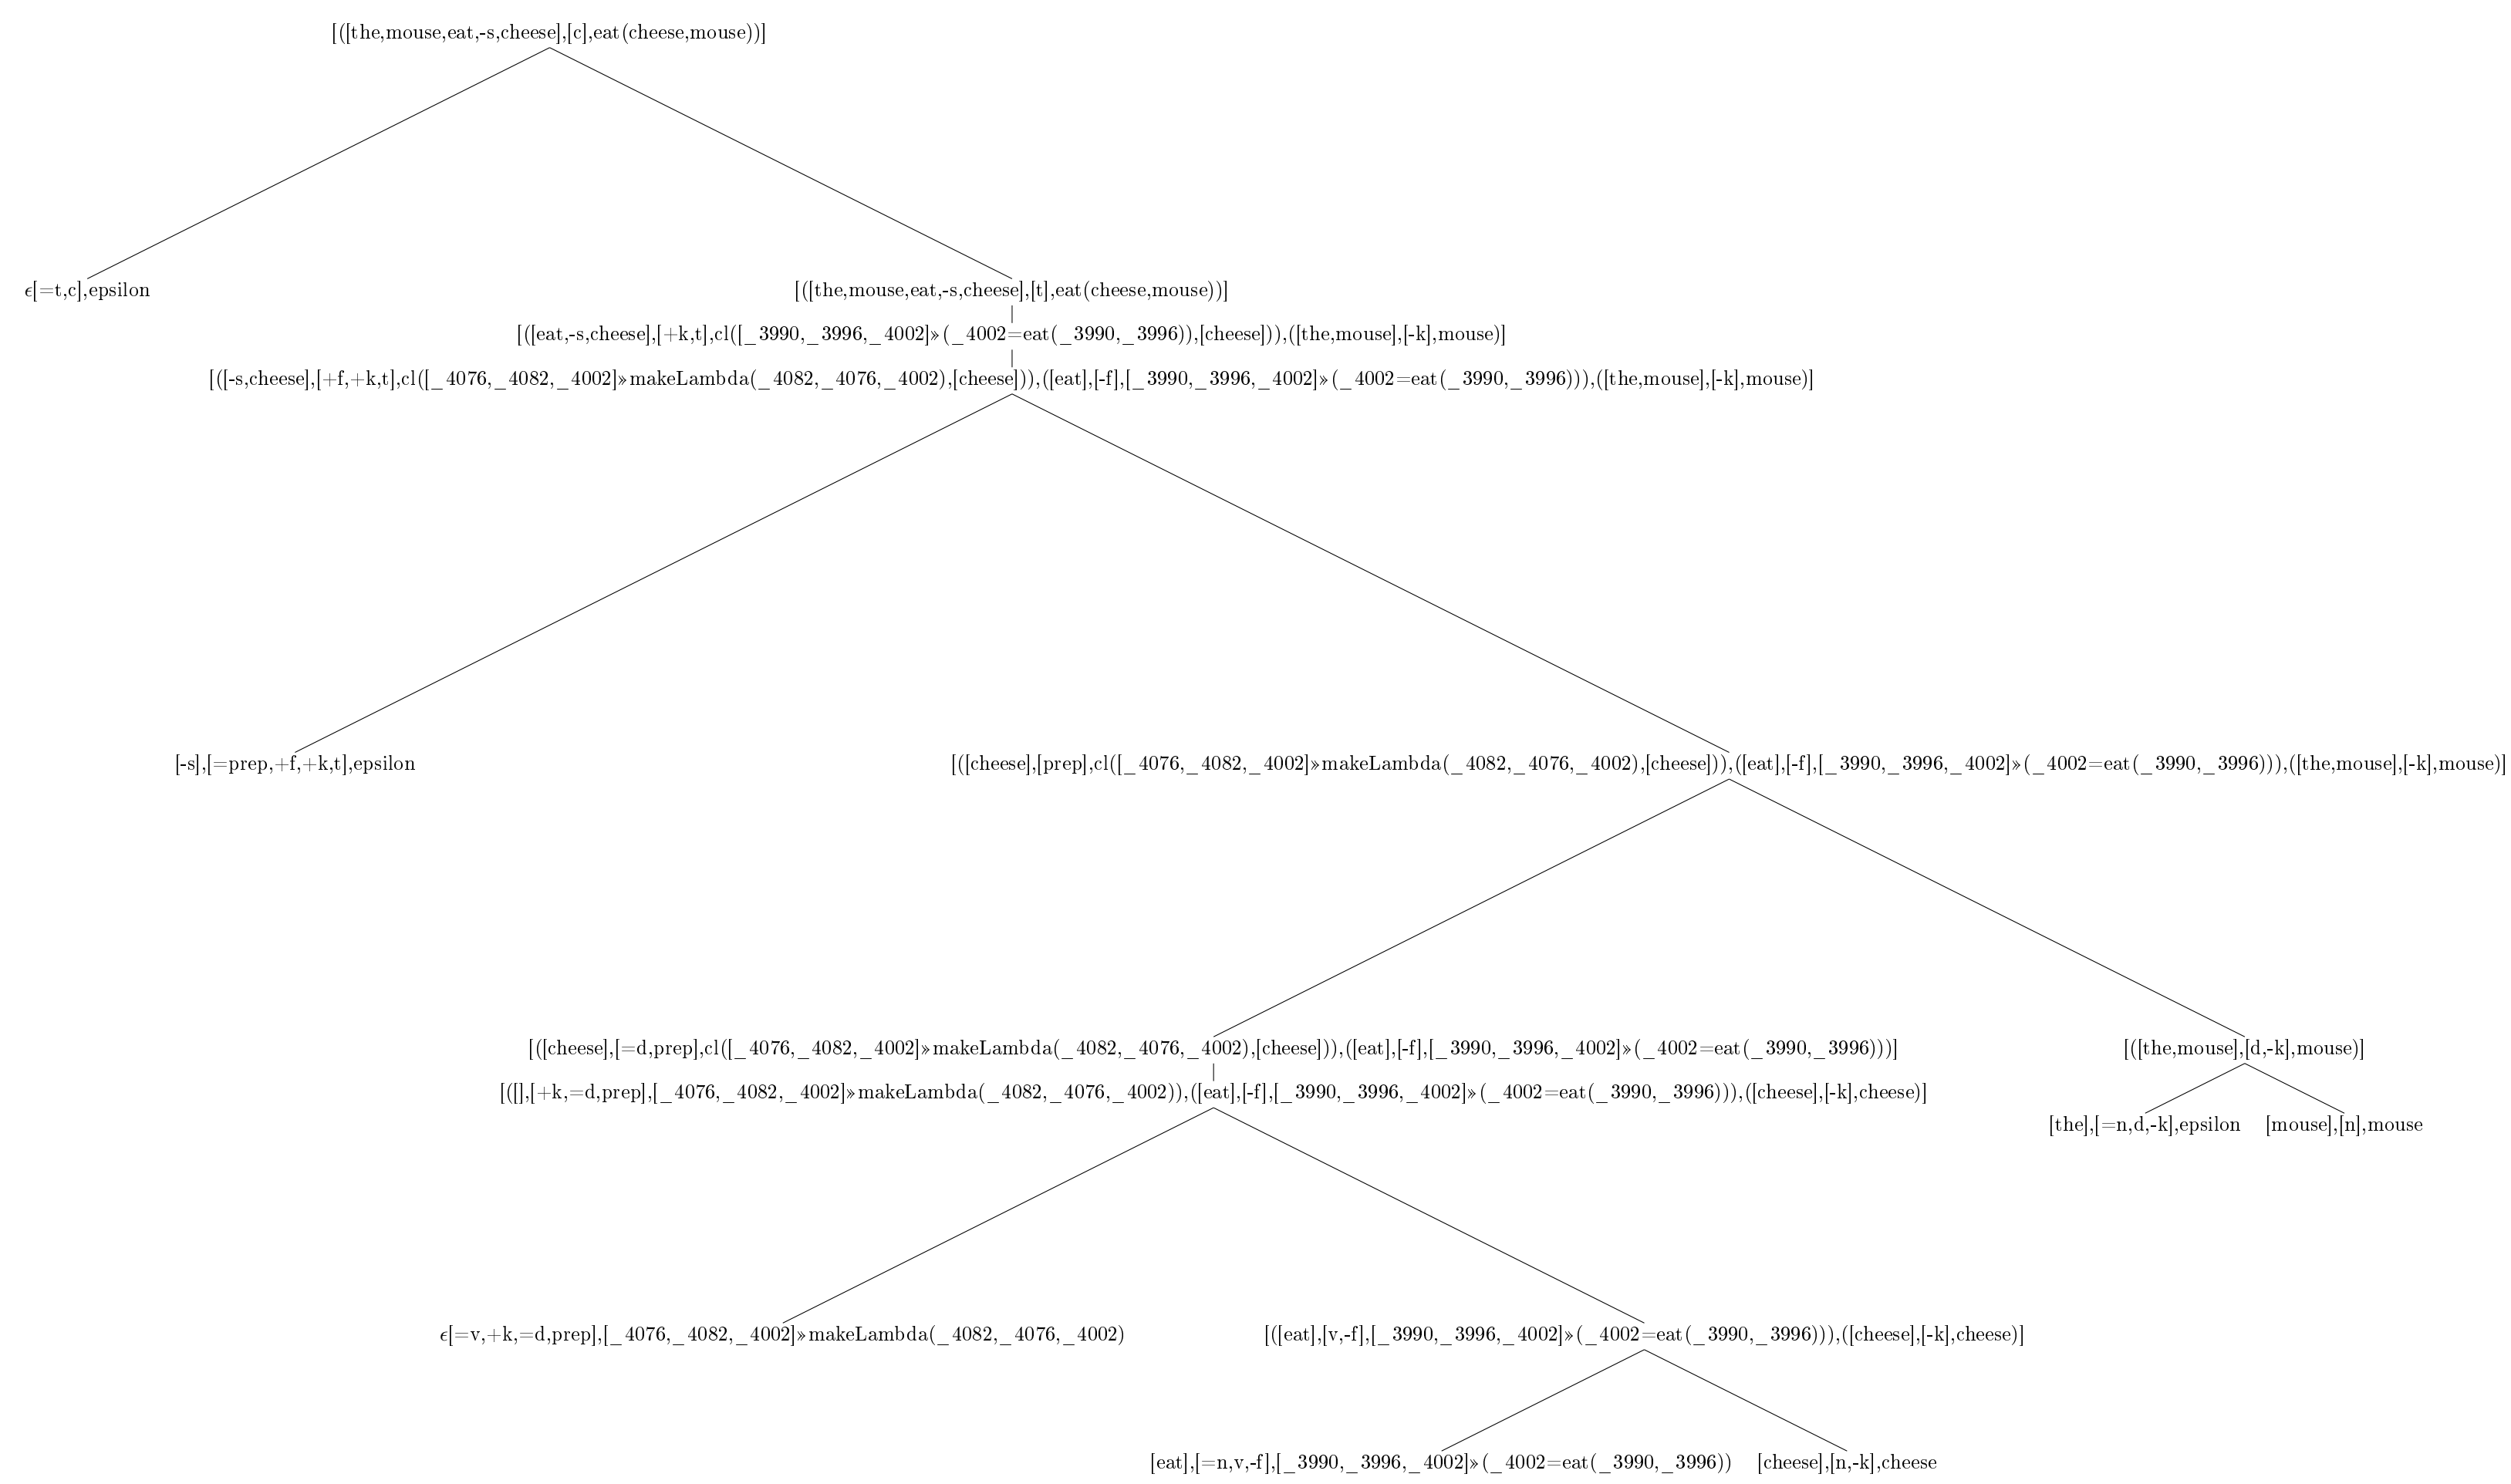 [([the,mouse,eat,-s,cheese],[c],eat(cheese,mouse))]
ϵ[=t,c],epsilon
[([the,mouse,eat,-s,cheese],[t],eat(cheese,mouse))]
[([eat,-s,cheese],[+k,t],cl([_3990,_3996,_4002]»(_4002=eat(_3990,_3996)),[cheese])),([the,mouse],[-k],mouse)]
[([-s,cheese],[+f,+k,t],cl([_4076,_4082,_4002]»makeLambda(_4082,_4076,_4002),[cheese])),([eat],[-f],[_3990,_3996,_4002]»(_4002=eat(_3990,_3996))),([the,mouse],[-k],mouse)]
[-s],[=prep,+f,+k,t],epsilon
[([cheese],[prep],cl([_4076,_4082,_4002]»makeLambda(_4082,_4076,_4002),[cheese])),([eat],[-f],[_3990,_3996,_4002]»(_4002=eat(_3990,_3996))),([the,mouse],[-k],mouse)]
[([cheese],[=d,prep],cl([_4076,_4082,_4002]»makeLambda(_4082,_4076,_4002),[cheese])),([eat],[-f],[_3990,_3996,_4002]»(_4002=eat(_3990,_3996)))]
[([the,mouse],[d,-k],mouse)]
[([],[+k,=d,prep],[_4076,_4082,_4002]»makeLambda(_4082,_4076,_4002)),([eat],[-f],[_3990,_3996,_4002]»(_4002=eat(_3990,_3996))),([cheese],[-k],cheese)]
[the],[=n,d,-k],epsilon
[mouse],[n],mouse
ϵ[=v,+k,=d,prep],[_4076,_4082,_4002]»makeLambda(_4082,_4076,_4002)
[([eat],[v,-f],[_3990,_3996,_4002]»(_4002=eat(_3990,_3996))),([cheese],[-k],cheese)]
[eat],[=n,v,-f],[_3990,_3996,_4002]»(_4002=eat(_3990,_3996))
[cheese],[n,-k],cheese